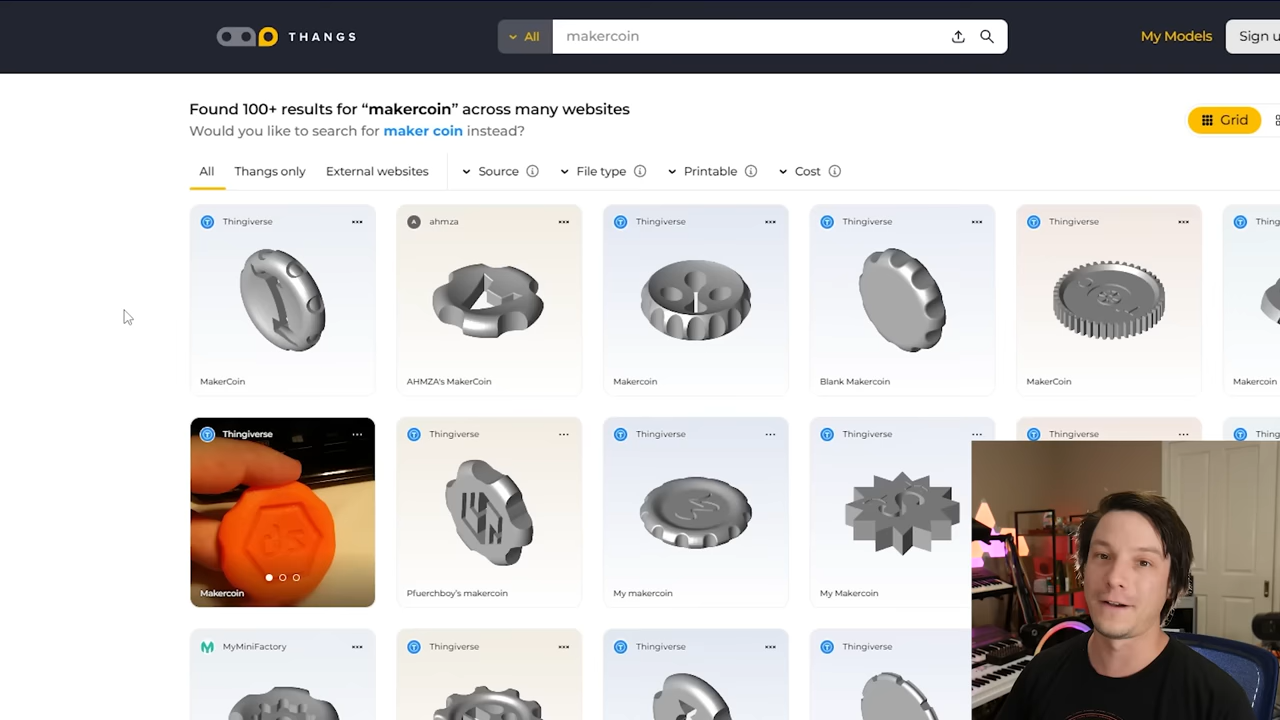 THANGS
All
makercoin
My Models
Sign u
Found 100+ results for “makercoin” across many websites
Would you like to search for maker coin instead?
Grid
All
Thangs only
External websites
Source
File type
Printable
Cost
Thingiverse
ahmza
Thingiverse
Thingiverse
Thingiverse
Thing
MakerCoin
AHMZA's MakerCoin
Makercoin
Blank Makercoin
MakerCoin
Makercoin
Thingiverse
Thingiverse
Thingiverse
Thingiverse
Thingiverse
Thing
Makercoin
Pfuerchboy's makercoin
My makercoin
My Makercoin
MyMiniFactory
Thingiverse
Thingiverse
Thingiverse